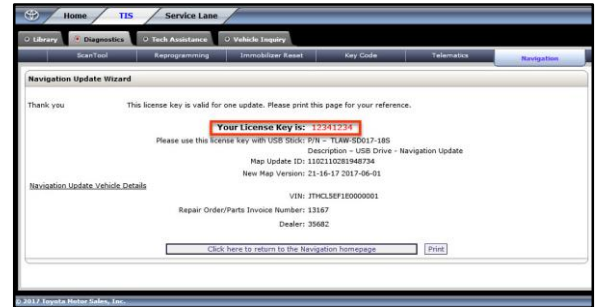 Home TIS Service Lane
Library Diagnostics Tech Assistance Vehicle Inquiry
ScanTool Reprogramming Immobilizer Reset Key Code Telematics Navigation
Navigation Update Wizard
Thank you This license key is valid for one update. Please print this page for your reference.
Your License Key is: 12341234
Please use this license key with USB Stick: P/N – TLAW-SD017-18S
Description – USB Drive - Navigation Update
Map Update ID: 1102110281948734
New Map Version: 21-16-17 2017-06-01
Navigation Update Vehicle Details
VIN: JTHCL5EF1E0000001
Repair Order/Parts Invoice Number: 13167
Dealer: 35682
Click here to return to the Navigation homepage Print
© 2017 Toyota Motor Sales, Inc.